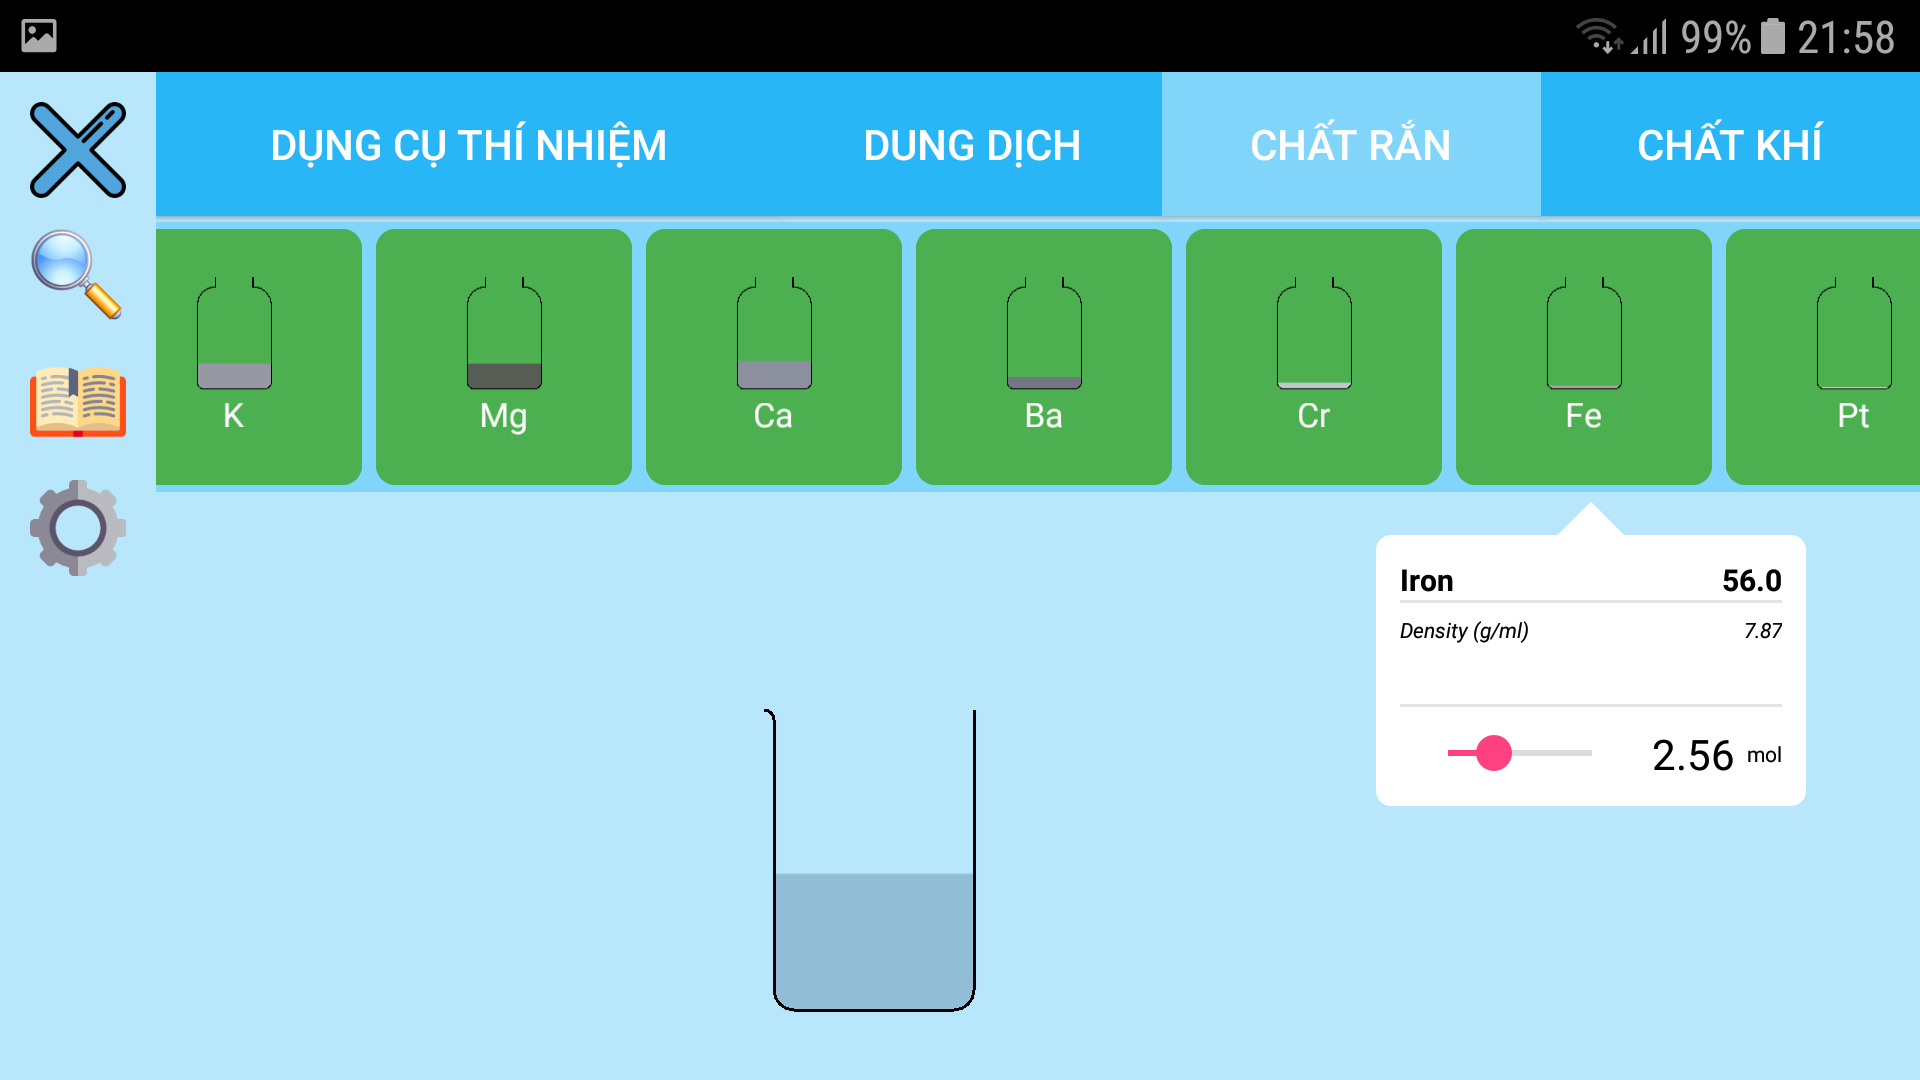 99% 21:58
DỤNG CỤ THÍ NHIỆM DUNG DỊCH CHẤT RẮN CHẤT KHÍ
K Mg Ca Ba Cr Fe Pt
Iron 56.0
Density (g/ml) 7.87
2.56 mol